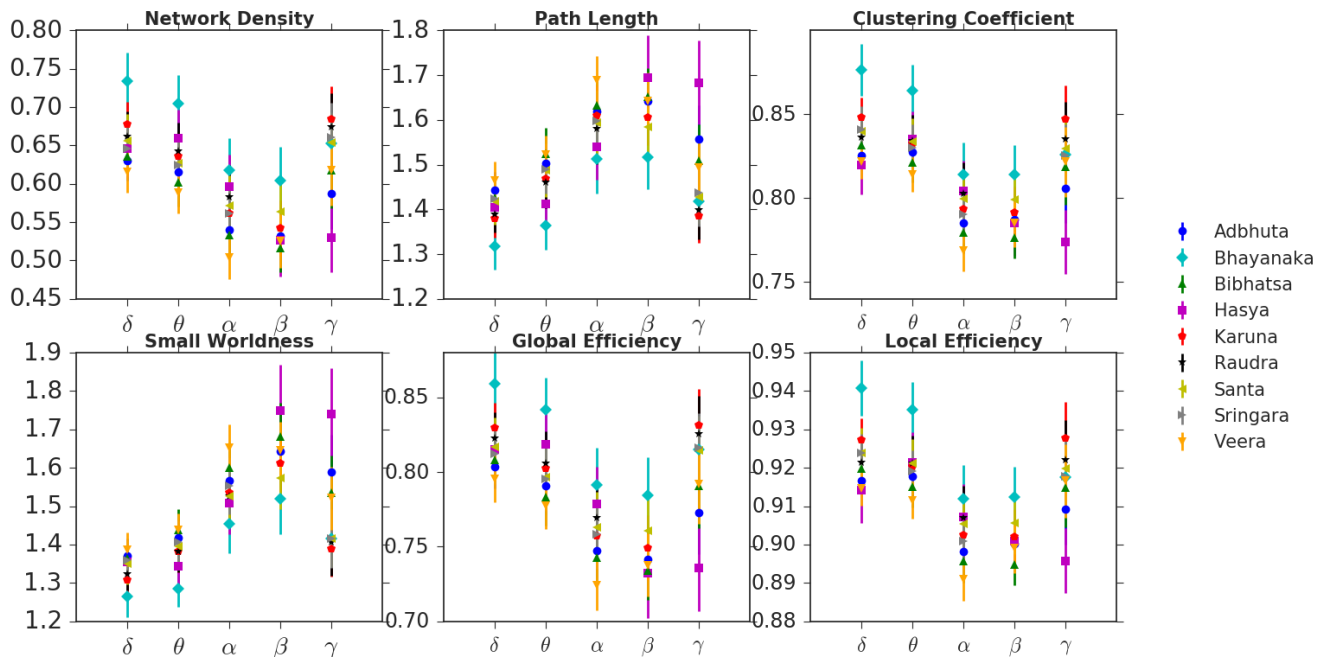 Network Density
Path Length
Clustering Coefficient
0.80
0.75
0.70
0.65
0.60
0.55
0.50
0.45
1.8
1.7
1.6
1.5
1.4
1.3
1.2
0.85
0.80
0.75
δ θ α β γ
δ θ α β γ
δ θ α β γ
Small Worldness
Global Efficiency
Local Efficiency
1.9
1.8
1.7
1.6
1.5
1.4
1.3
1.2
0.85
0.80
0.75
0.70
0.95
0.94
0.93
0.92
0.91
0.90
0.89
0.88
δ θ α β γ
δ θ α β γ
δ θ α β γ
Adbhuta
Bhayanaka
Bibhatsa
Hasya
Karuna
Raudra
Santa
Sringara
Veera